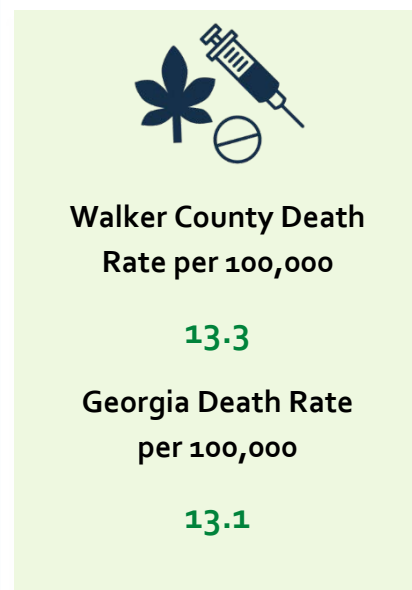 Walker County Death
Rate per 100,000
13.3
Georgia Death Rate
per 100,000
13.1